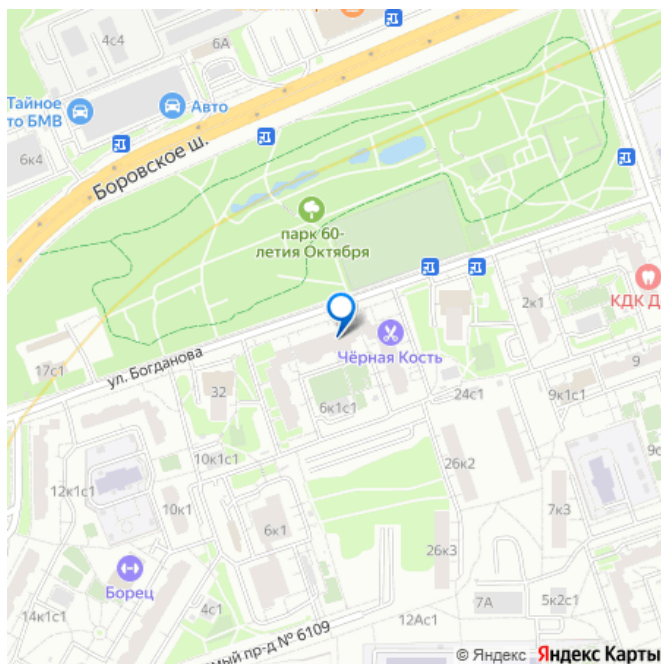 4с4
6А
Тайное
то БМВ
Авто
6к4
Боровское ш.
парк 60-
летия Октября
2к1
КДК Д
ул. Богданова
Чёрная Кость
17с1
32
6к1с1
24с1
9к1с1
9
10к1с1
26к2
9с
12к1с1
10к1
6к1
7к3
26к3
Борец
4с1
7А
5к2с1
14к1с1
12Ас1
мый пр-д № 6109
© Яндекс Яндекс Карты